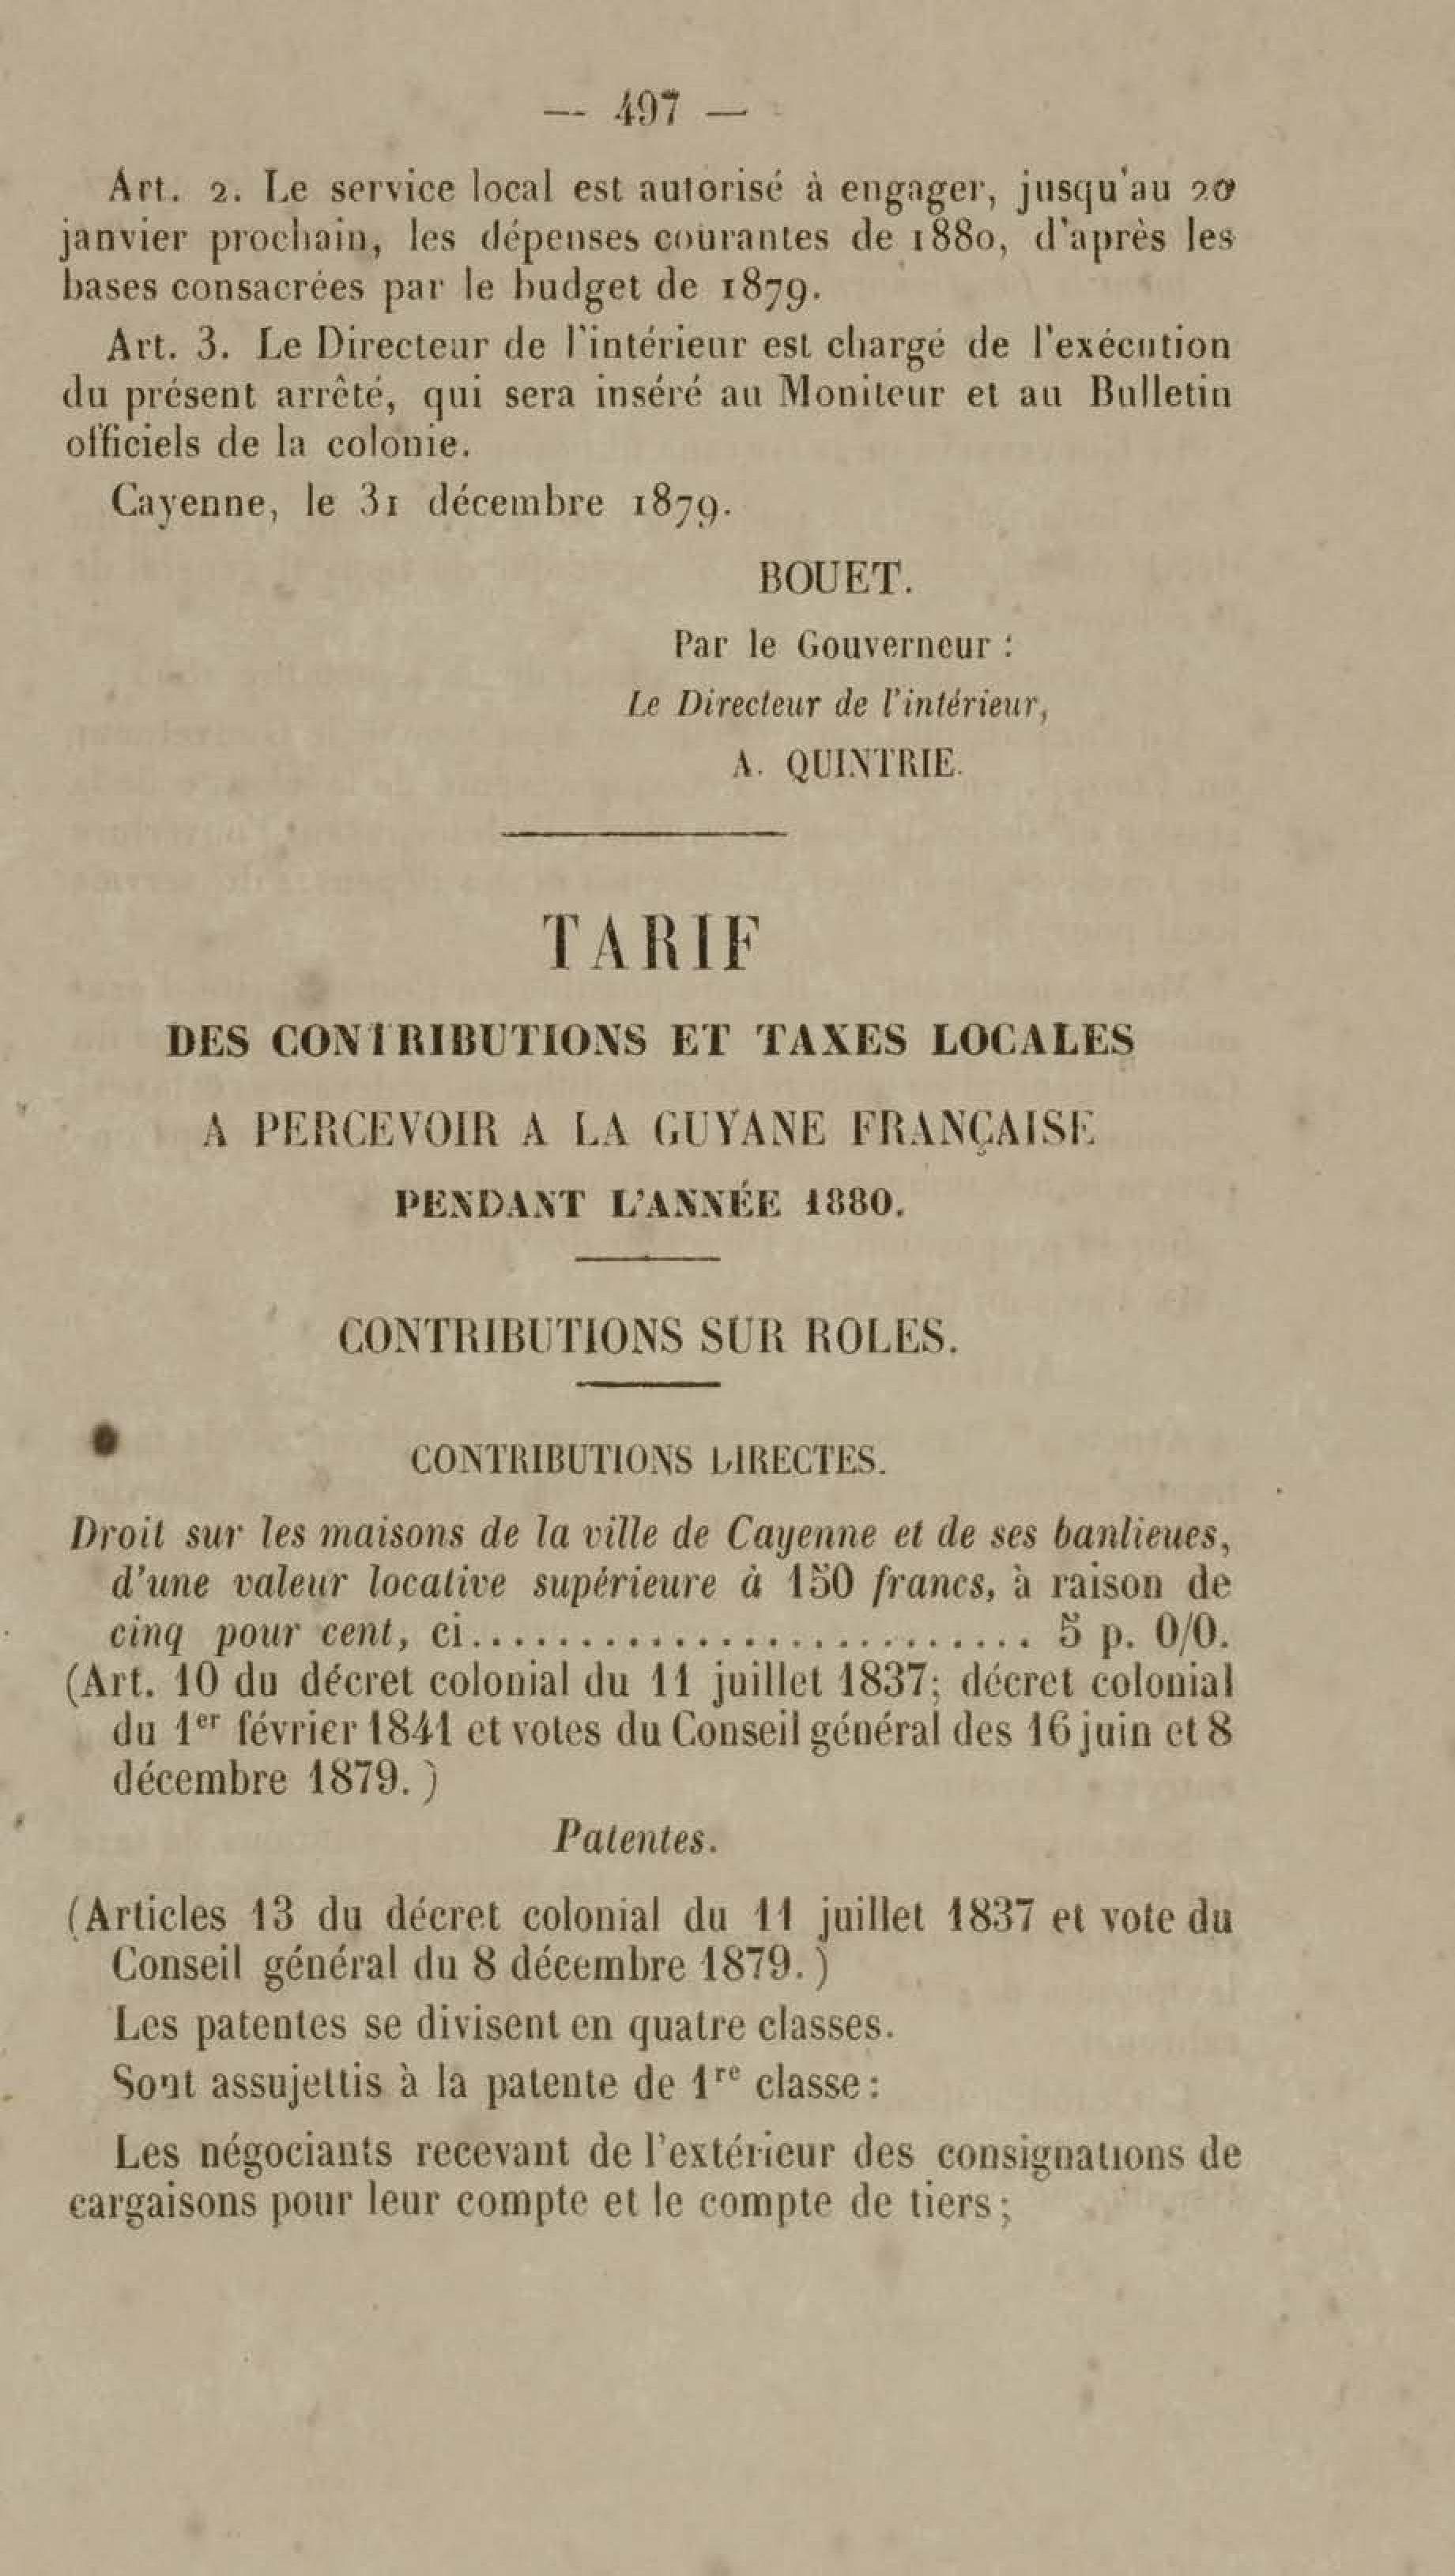 — 497 —
Art. 2. Le service local est autorisé à engager, jusqu'au 20
janvier prochain, les dépenses courantes de 1880, d'après les
bases consacrées par le budget de 1879.
Art. 3. Le Directeur de l'intérieur est chargé de l'exécution
du présent arrêté, qui sera inséré au Moniteur et au Bulletin
officiels de la colonie.
Cayenne, le 31 décembre 1879.
BOUET.
Par le Gouverneur :
Le Directeur de l'intérieur,
A. QUINTRIE.
TARIF
DES CONTRIBUTIONS ET TAXES LOCALES
A PERCEVOIR A LA GUYANE FRANÇAISE
PENDANT L'ANNÉE 1880.
CONTRIBUTIONS SUR ROLES.
CONTRIBUTIONS DIRECTES.
Droit sur les maisons de la ville de Cayenne et de ses banlieues,
d'une valeur locative supérieure à 150 francs, à raison de
cinq pour cent, ci.......................... 5 p. 0/0.
(Art. 10 du décret colonial du 11 juillet 1837; décret colonial
du 1er février 1841 et votes du Conseil général des 16 juin et 8
décembre 1879.)
Patentes.
(Articles 13 du décret colonial du 11 juillet 1837 et vote du
Conseil général du 8 décembre 1879.)
Les patentes se divisent en quatre classes.
Sont assujettis à la patente de 1re classe :
Les négociants recevant de l'extérieur des consignations de
cargaisons pour leur compte et le compte de tiers ;